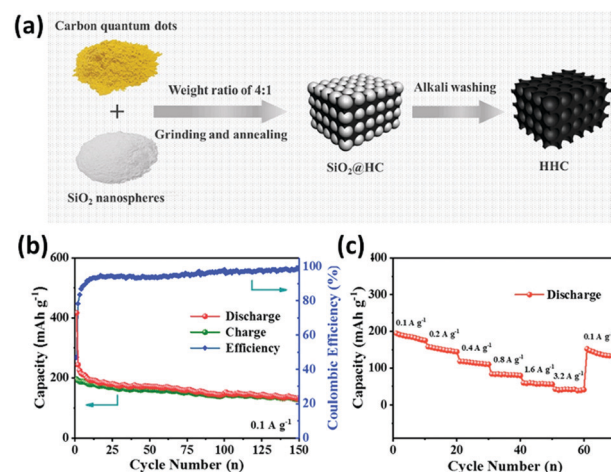 (a)
Carbon quantum dots
+
SiO₂ nanospheres
Weight ratio of 4:1
Grinding and annealing
SiO₂@HC
Alkali washing
HHC
(b)
Capacity (mAh g⁻¹)
600
400
200
0
Discharge
Charge
Efficiency
0.1 A g⁻¹
100
80
60
40
20
0
Coulombic Efficiency (%)
0 25 50 75 100 125 150
Cycle Number (n)
(c)
Capacity (mAh g⁻¹)
400
300
200
100
0
Discharge
0.1 A g⁻¹
0.2 A g⁻¹
0.4 A g⁻¹
0.8 A g⁻¹
1.6 A g⁻¹
3.2 A g⁻¹
0.1 A g⁻¹
0 20 40 60
Cycle Number (n)